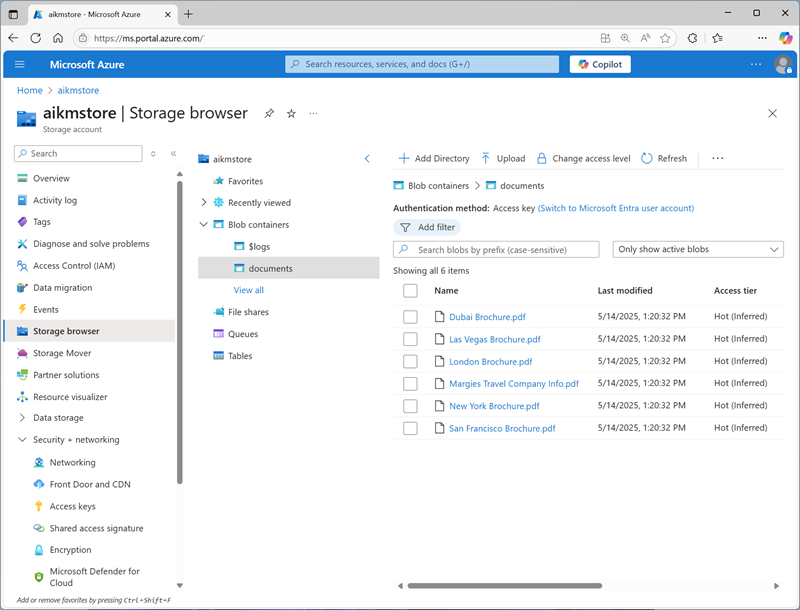 aikmstore - Microsoft Azure
https://ms.portal.azure.com/
Microsoft Azure
Search resources, services, and docs (G+/)
Copilot
Home > aikmstore
aikmstore | Storage browser
Storage account
Search
Overview
Activity log
Tags
Diagnose and solve problems
Access Control (IAM)
Data migration
Events
Storage browser
Storage Mover
Partner solutions
Resource visualizer
Data storage
Security + networking
Networking
Front Door and CDN
Access keys
Shared access signature
Encryption
Microsoft Defender for
Cloud
Add or remove favorites by pressing Ctrl+Shift+F
aikmstore
Favorites
Recently viewed
Blob containers
$logs
documents
View all
File shares
Queues
Tables
Add Directory Upload Change access level Refresh
Blob containers > documents
Authentication method: Access key (Switch to Microsoft Entra user account)
Add filter
Search blobs by prefix (case-sensitive) Only show active blobs
Showing all 6 items
Name Last modified Access tier
Dubai Brochure.pdf 5/14/2025, 1:20:32 PM Hot (Inferred)
Las Vegas Brochure.pdf 5/14/2025, 1:20:32 PM Hot (Inferred)
London Brochure.pdf 5/14/2025, 1:20:32 PM Hot (Inferred)
Margies Travel Company Info.pdf 5/14/2025, 1:20:32 PM Hot (Inferred)
New York Brochure.pdf 5/14/2025, 1:20:32 PM Hot (Inferred)
San Francisco Brochure.pdf 5/14/2025, 1:20:32 PM Hot (Inferred)